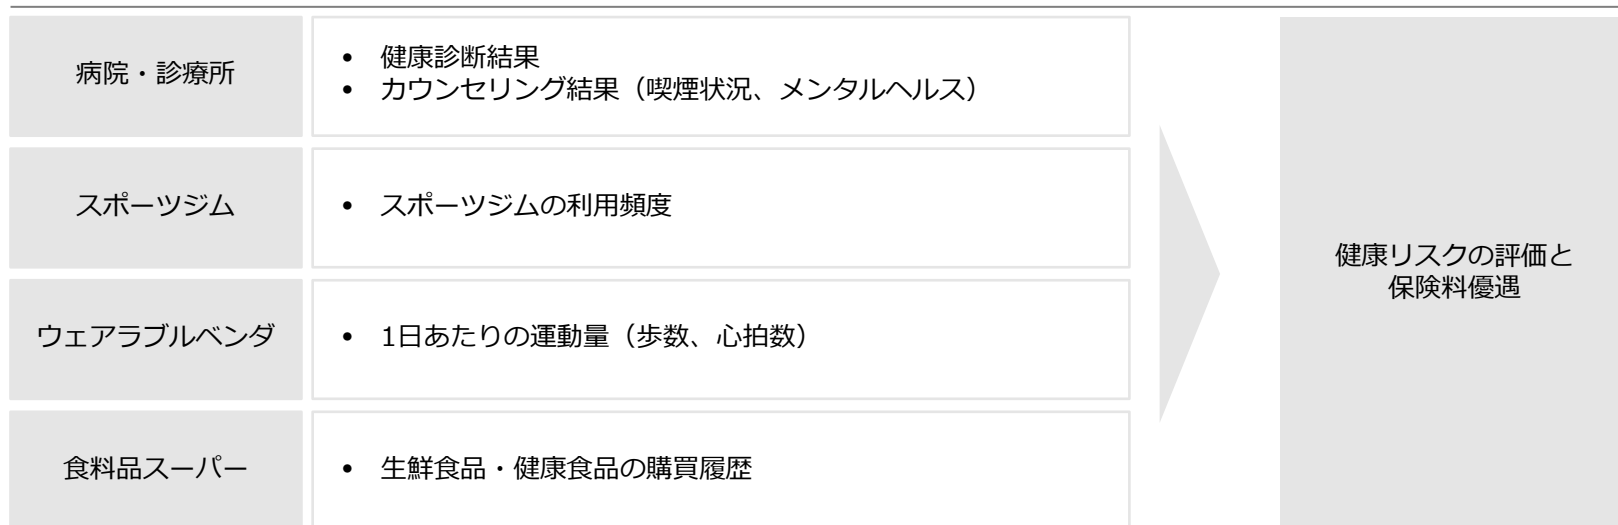 病院・診療所
• 健康診断結果
• カウンセリング結果（喫煙状況、メンタルヘルス）
スポーツジム
• スポーツジムの利用頻度
ウェアラブルベンダ
• 1日あたりの運動量（歩数、心拍数）
食料品スーパー
• 生鮮食品・健康食品の購買履歴
健康リスクの評価と
保険料優遇